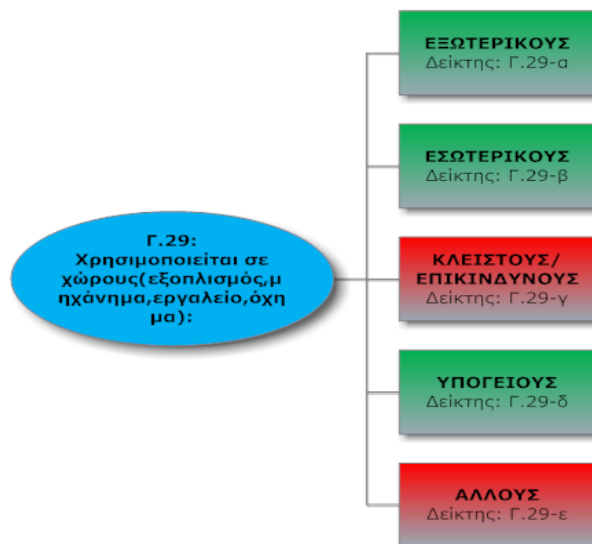 Γ.29:
Χρησιμοποιείται σε
χώρους(εξοπλισμός,μ
ηχάνημα,εργαλείο,όχη
μα):
ΕΞΩΤΕΡΙΚΟΥΣ
Δείκτης: Γ.29-α
ΕΣΩΤΕΡΙΚΟΥΣ
Δείκτης: Γ.29-β
ΚΛΕΙΣΤΟΥΣ/
ΕΠΙΚΙΝΔΥΝΟΥΣ
Δείκτης: Γ.29-γ
ΥΠΟΓΕΙΟΥΣ
Δείκτης: Γ.29-δ
ΑΛΛΟΥΣ
Δείκτης: Γ.29-ε